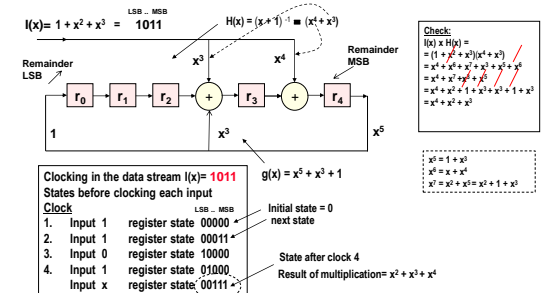 LSB .. MSB
I(x)= 1 + x² + x³ = 1011
H(x) = (x + 1) ⁻¹ = (x⁴ + x³)
x³
x⁴
Remainder
LSB
Remainder
MSB
r₀
r₁
r₂
+
r₃
+
r₄
1
x³
x⁵
g(x) = x⁵ + x³ + 1
Check:
I(x) x H(x) =
= (1 + x² + x³)(x⁴ + x³)
= x⁴ + x⁶ + x⁷ + x³ + x⁵ + x⁶
= x⁴ + x⁷ + x³ + x⁵
= x⁴ + x² + 1 + x³ + x³ + 1 + x³
= x⁴ + x² + x³
x⁵ = 1 + x³
x⁶ = x + x⁴
x⁷ = x² + x⁵ = x² + 1 + x³
Clocking in the data stream I(x)= 1011
States before clocking each input
Clock
LSB .. MSB
1. Input 1 register state 00000
2. Input 1 register state 00011
3. Input 0 register state 10000
4. Input 1 register state 01000
Input x register state 00111
Initial state = 0
next state
State after clock 4
Result of multiplication= x² + x³ + x⁴